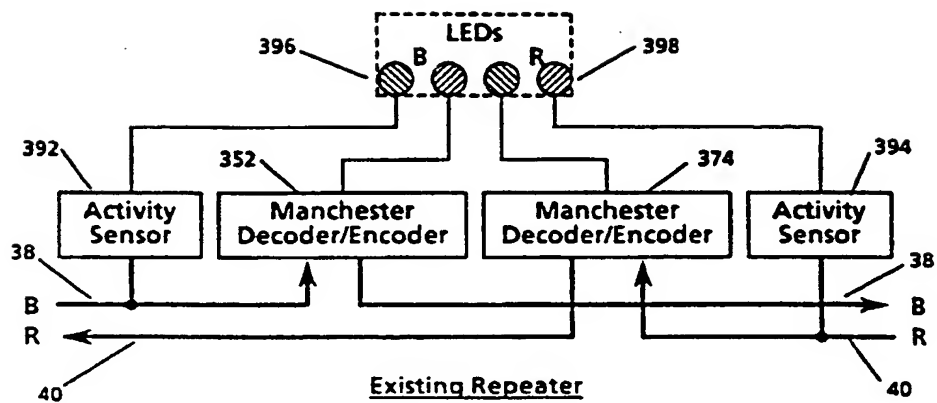 LEDs
396
B
R
398
392
352
374
394
Activity
Sensor
Manchester
Decoder/Encoder
Manchester
Decoder/Encoder
Activity
Sensor
38
38
B
B
R
R
40
40
Existing Repeater